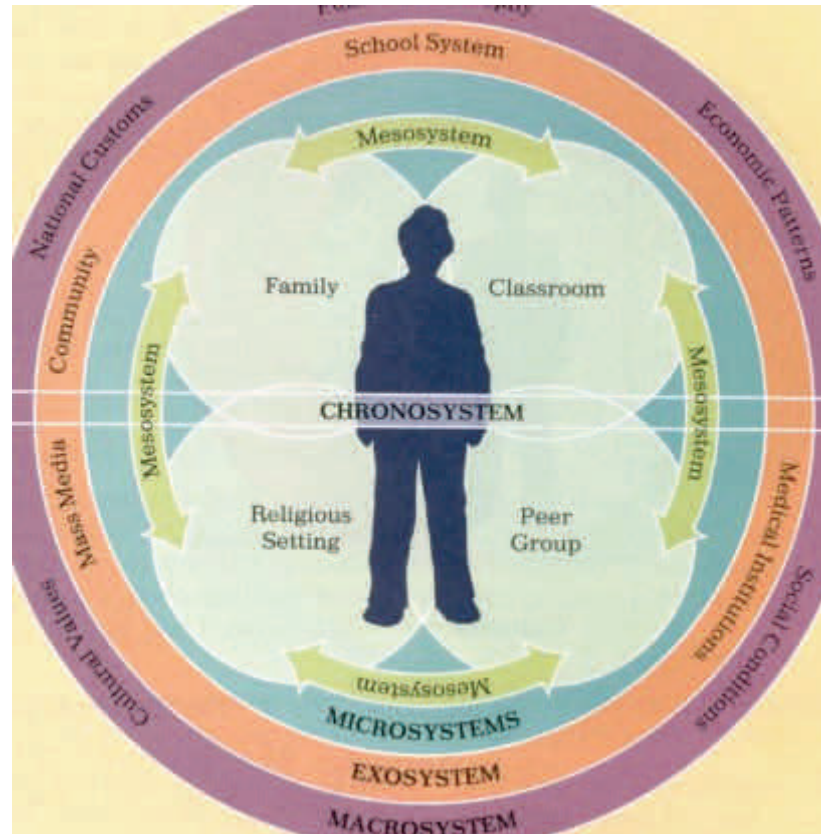 School System
Mesosystem
National Customs
Economic Patterns
Community
Family
Classroom
Mesosystem
Mesosystem
CHRONOSYSTEM
Mass Media
Medical Institutions
Religious
Setting
Peer
Group
Cultural Values
Social Conditions
Mesosystem
MICROSYSTEMS
EXOSYSTEM
MACROSYSTEM